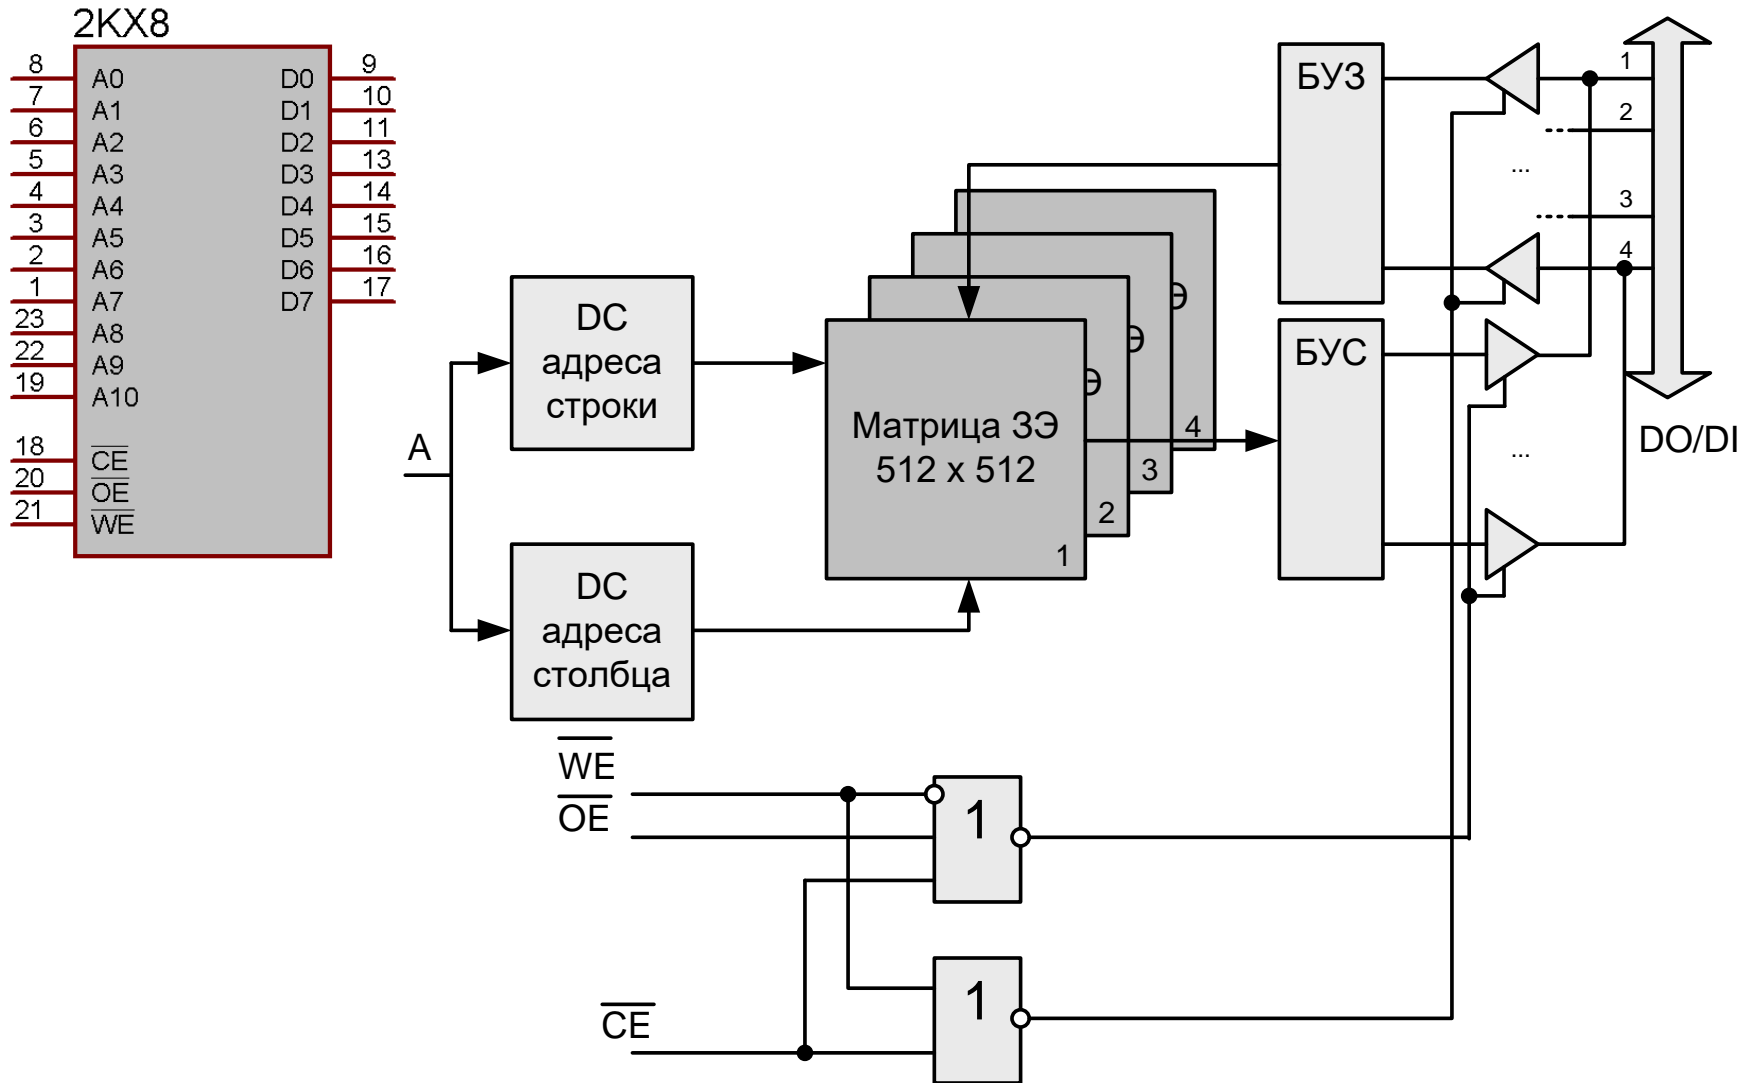 2KX8
8 A0 D0 9
7 A1 D1 10
6 A2 D2 11
5 A3 D3 13
4 A4 D4 14
3 A5 D5 15
2 A6 D6 16
1 A7 D7 17
23 A8
22 A9
19 A10
18 CE
20 OE
21 WE
A
DC
адреса
строки
DC
адреса
столбца
Матрица ЗЭ
512 x 512
1
Э
2
Э
3
Э
4
БУЗ
БУС
1
2
...
3
4
...
DO/DI
WE
OE
CE
1
1